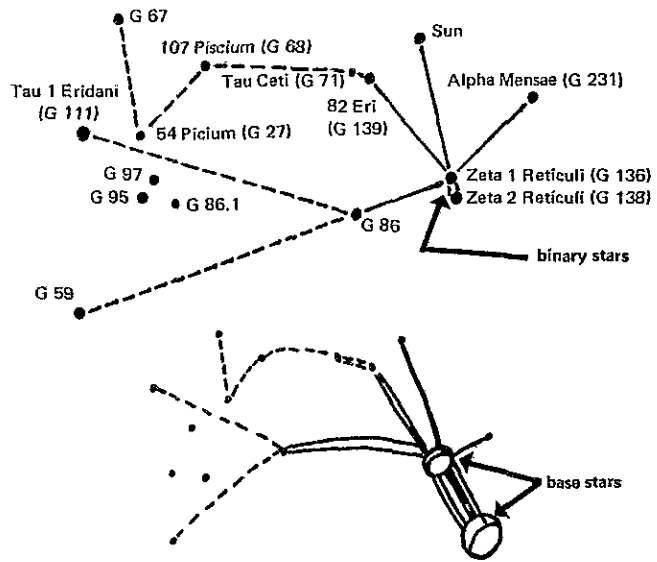 G 67
107 Piscium (G 68)
Sun
Tau Ceti (G 71)
Alpha Mensae (G 231)
Tau 1 Eridani
(G 111)
82 Eri
(G 139)
54 Picium (G 27)
G 97
G 95
G 86.1
Zeta 1 Reticuli (G 136)
Zeta 2 Reticuli (G 138)
G 86
binary stars
G 59
base stars